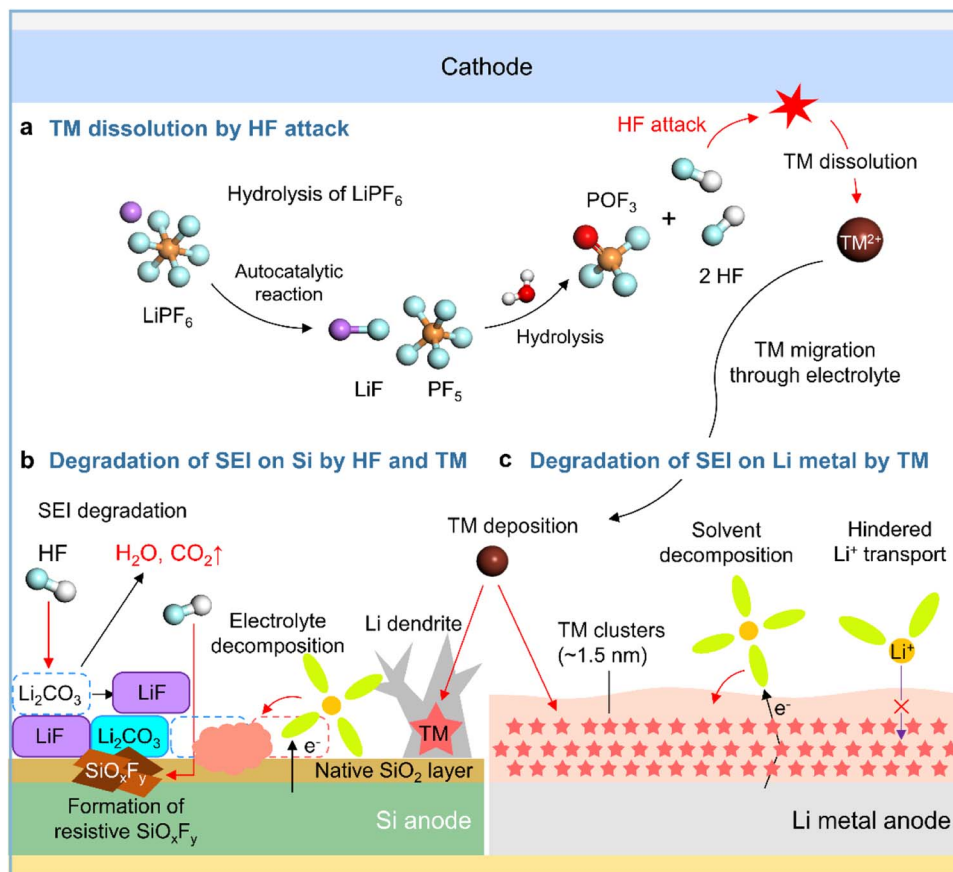 Cathode
a TM dissolution by HF attack
HF attack
TM dissolution
Hydrolysis of LiPF₆
POF₃
+
TM²⁺
2 HF
Autocatalytic
reaction
LiPF₆
Hydrolysis
LiF
PF₅
TM migration
through electrolyte
b Degradation of SEI on Si by HF and TM
SEI degradation
HF
H₂O, CO₂↑
Electrolyte
decomposition
Li dendrite
Li₂CO₃
LiF
LiF
Li₂CO₃
e⁻
TM
SiOₓFᵧ
Native SiO₂ layer
Formation of
resistive SiOₓFᵧ
Si anode
c Degradation of SEI on Li metal by TM
TM deposition
Solvent
decomposition
Hindered
Li⁺ transport
TM clusters
(~1.5 nm)
Li⁺
e⁻
Li metal anode